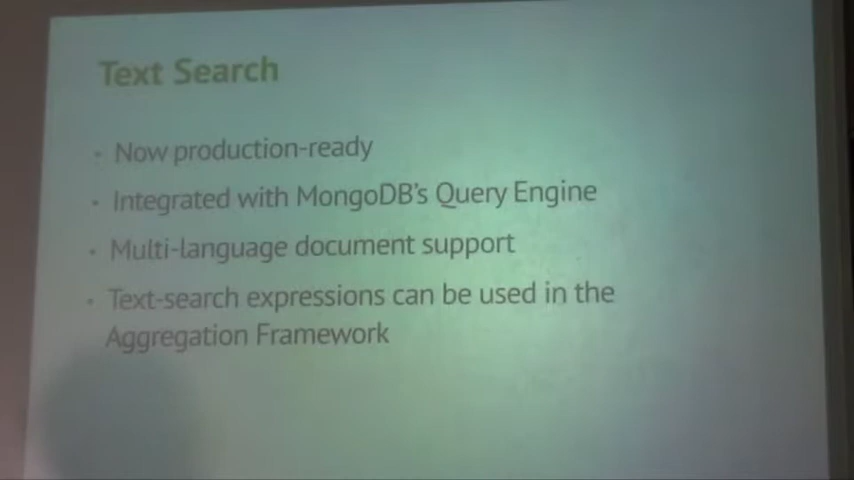 Text Search
• Now production-ready
• Integrated with MongoDB's Query Engine
• Multi-language document support
• Text-search expressions can be used in the
Aggregation Framework